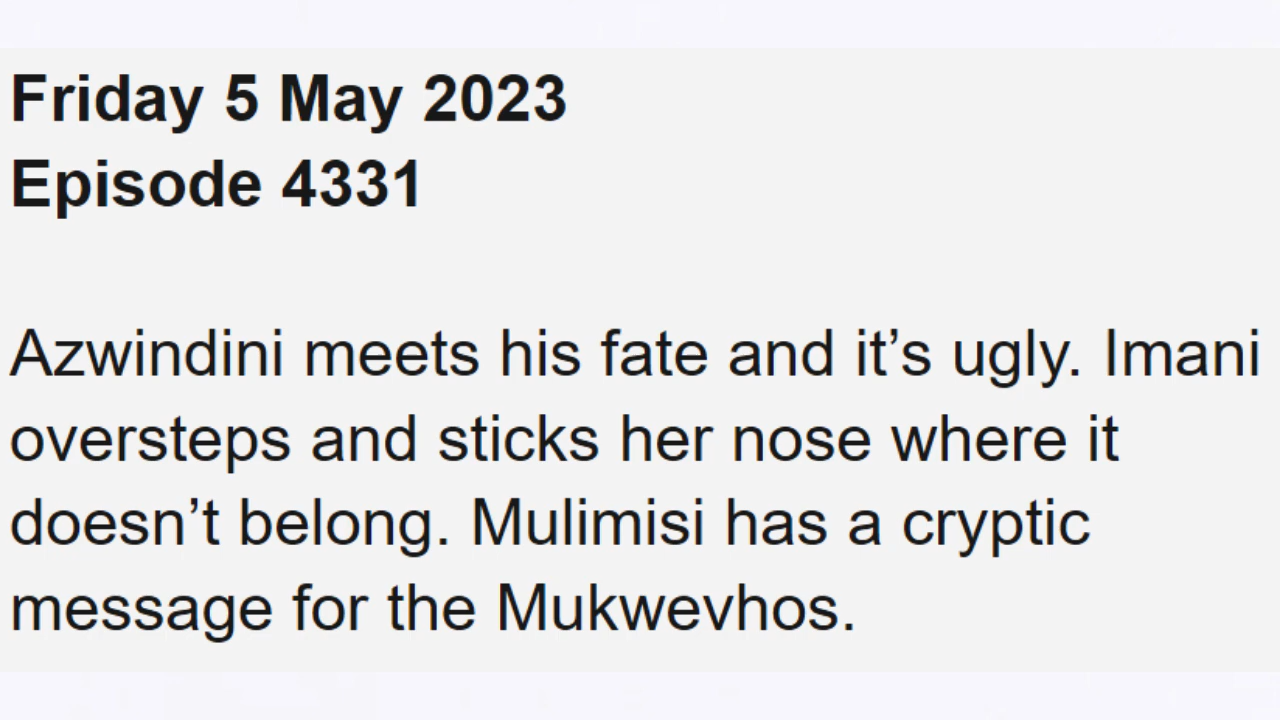 Friday 5 May 2023
Episode 4331
Azwindini meets his fate and it’s ugly. Imani
oversteps and sticks her nose where it
doesn’t belong. Mulimisi has a cryptic
message for the Mukwevhos.